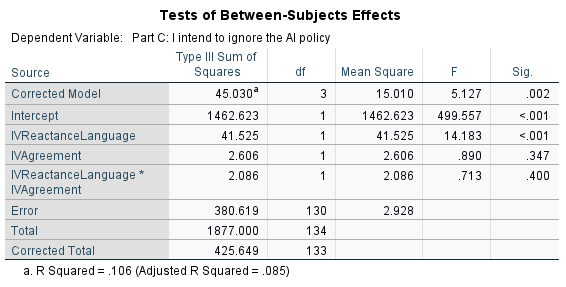 Tests of Between-Subjects Effects
Dependent Variable: Part C: I intend to ignore the AI policy
Source Type III Sum of Squares df Mean Square F Sig.
Corrected Model 45.030a 3 15.010 5.127 .002
Intercept 1462.623 1 1462.623 499.557 <.001
IVReactanceLanguage 41.525 1 41.525 14.183 <.001
IVAgreement 2.606 1 2.606 .890 .347
IVReactanceLanguage * IVAgreement 2.086 1 2.086 .713 .400
Error 380.619 130 2.928
Total 1877.000 134
Corrected Total 425.649 133
a. R Squared = .106 (Adjusted R Squared = .085)